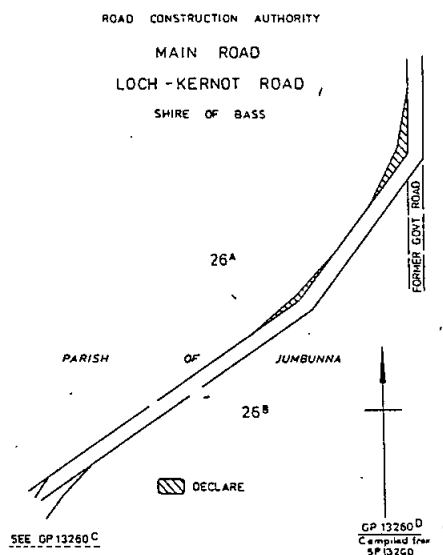 ROAD CONSTRUCTION AUTHORITY
MAIN ROAD
LOCH - KERNOT ROAD
SHIRE OF BASS
FORMER GOVT ROAD
26A
PARISH OF JUMBUNNA
26B
DECLARE
SEE GP 13260C
GP 13260D
Compiled from
SP 13260